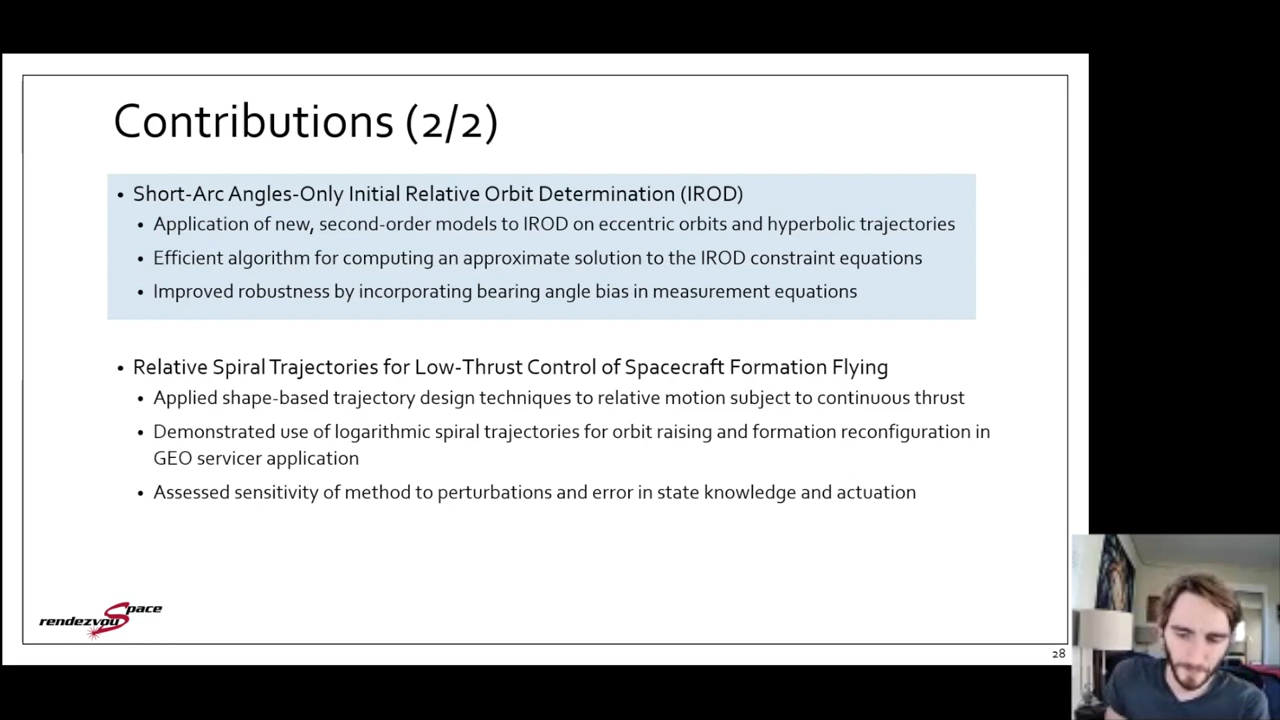 Contributions (2/2)
• Short-Arc Angles-Only Initial Relative Orbit Determination (IROD)
• Application of new, second-order models to IROD on eccentric orbits and hyperbolic trajectories
• Efficient algorithm for computing an approximate solution to the IROD constraint equations
• Improved robustness by incorporating bearing angle bias in measurement equations
• Relative Spiral Trajectories for Low-Thrust Control of Spacecraft Formation Flying
• Applied shape-based trajectory design techniques to relative motion subject to continuous thrust
• Demonstrated use of logarithmic spiral trajectories for orbit raising and formation reconfiguration in
GEO servicer application
• Assessed sensitivity of method to perturbations and error in state knowledge and actuation
rendezvouSpace
28